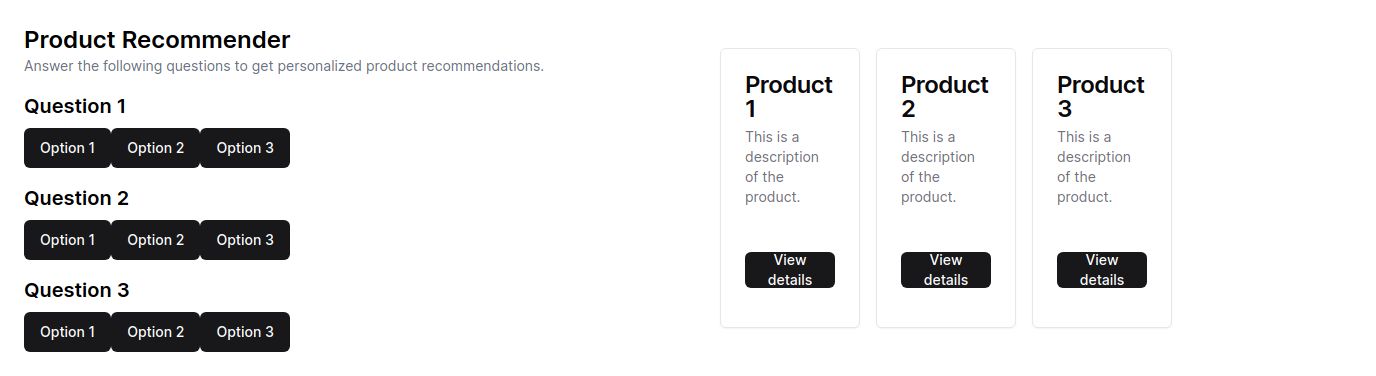 Product Recommender
Answer the following questions to get personalized product recommendations.
Question 1
Option 1 Option 2 Option 3
Question 2
Option 1 Option 2 Option 3
Question 3
Option 1 Option 2 Option 3
Product
1
This is a
description
of the
product.
View
details
Product
2
This is a
description
of the
product.
View
details
Product
3
This is a
description
of the
product.
View
details